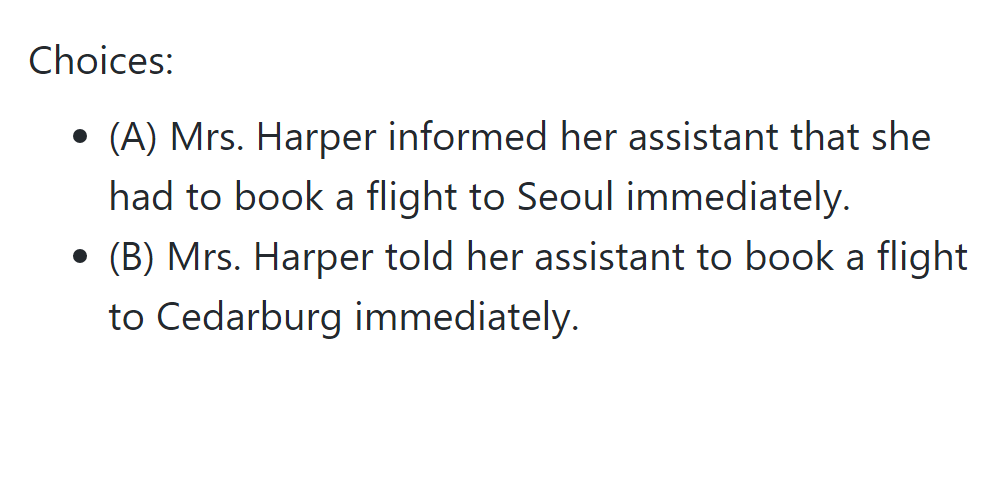 Choices:
• (A) Mrs. Harper informed her assistant that she
had to book a flight to Seoul immediately.
• (B) Mrs. Harper told her assistant to book a flight
to Cedarburg immediately.